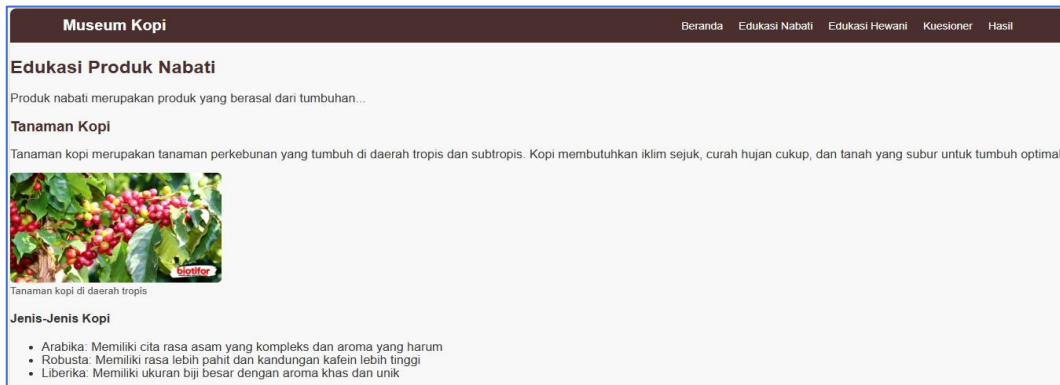 Museum Kopi
Beranda Edukasi Nabati Edukasi Hewani Kuesioner Hasil
Edukasi Produk Nabati
Produk nabati merupakan produk yang berasal dari tumbuhan...
Tanaman Kopi
Tanaman kopi merupakan tanaman perkebunan yang tumbuh di daerah tropis dan subtropis. Kopi membutuhkan iklim sejuk, curah hujan cukup, dan tanah yang subur untuk tumbuh optimal
biotifor
Tanaman kopi di daerah tropis
Jenis-Jenis Kopi
• Arabika: Memiliki cita rasa asam yang kompleks dan aroma yang harum
• Robusta: Memiliki rasa lebih pahit dan kandungan kafein lebih tinggi
• Liberika: Memiliki ukuran biji besar dengan aroma khas dan unik